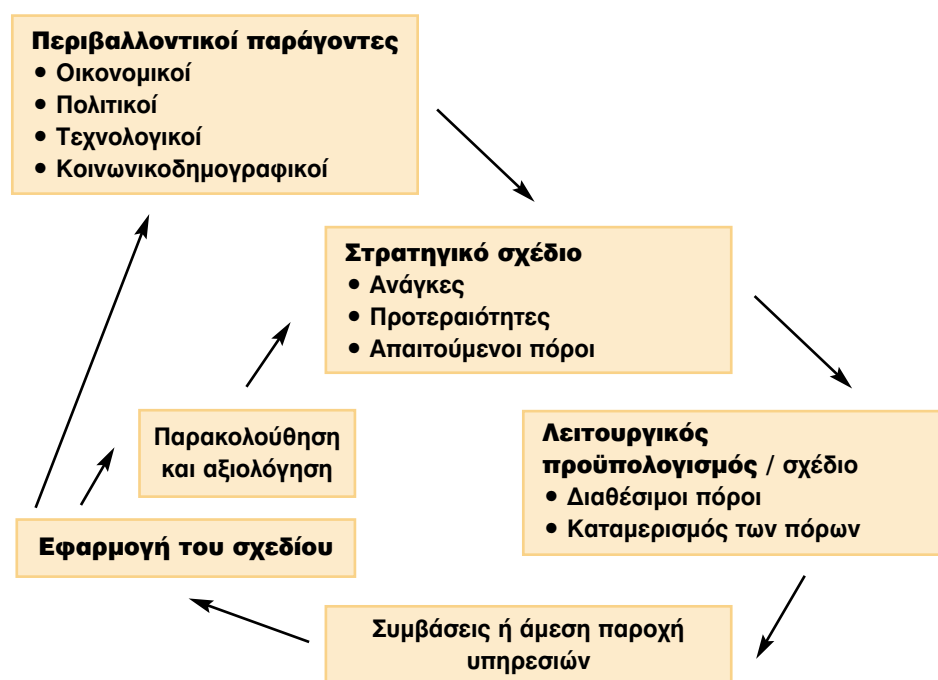 Περιβαλλοντικοί παράγοντες
• Οικονομικοί
• Πολιτικοί
• Τεχνολογικοί
• Κοινωνικοδημογραφικοί
Στρατηγικό σχέδιο
• Ανάγκες
• Προτεραιότητες
• Απαιτούμενοι πόροι
Λειτουργικός
προϋπολογισμός / σχέδιο
• Διαθέσιμοι πόροι
• Καταμερισμός των πόρων
Συμβάσεις ή άμεση παροχή
υπηρεσιών
Εφαρμογή του σχεδίου
Παρακολούθηση
και αξιολόγηση